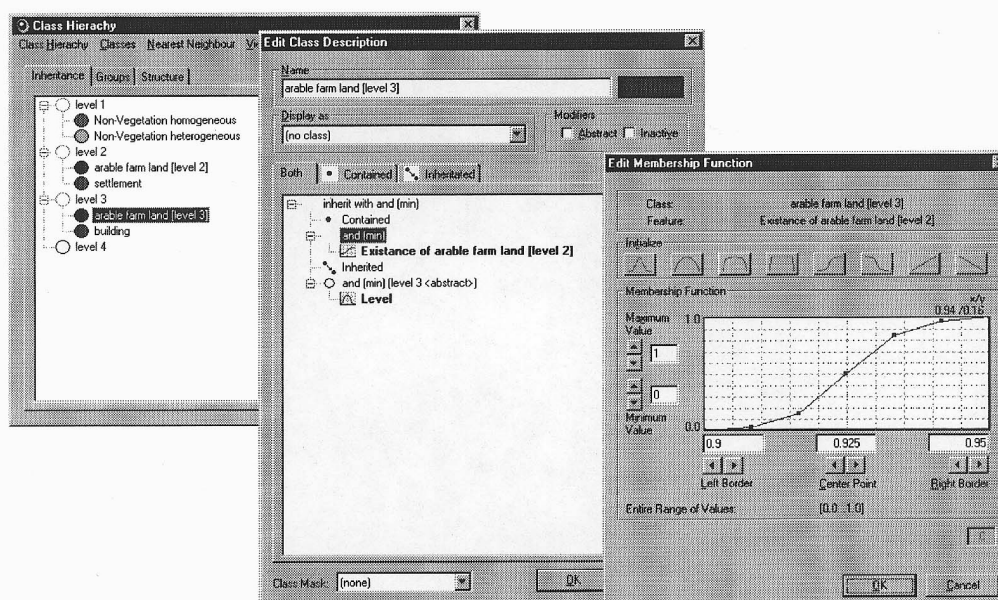 Class Hierachy
Class Hierachy Classes Nearest Neighbour
Inheritance Groups Structure
level 1
Non-Vegetation homogeneous
Non-Vegetation heterogeneous
level 2
arable farm land [level 2]
settlement
level 3
arable farm land [level 3]
building
level 4
Edit Class Description
Name
arable farm land [level 3]
Display as
(no class)
Modifiers
Abstract Inactive
Both Contained Inheritated
inherit with and (min)
Contained
and (min)
Existance of arable farm land [level 2]
Inherited
and (min) [level 3 <abstract>]
Level
Class Mask: (none)
OK
Edit Membership Function
Class: arable farm land [level 3]
Feature: Existance of arable farm land [level 2]
Initialize
Membership Function
x/y
0.94 /0.16
Maximum
Value
1.0
1
0
Minimum
Value
0.0
0.9 0.925 0.95
Left Border Center Point Right Border
Entire Range of Values: [0.0 ..1.0]
OK Cancel